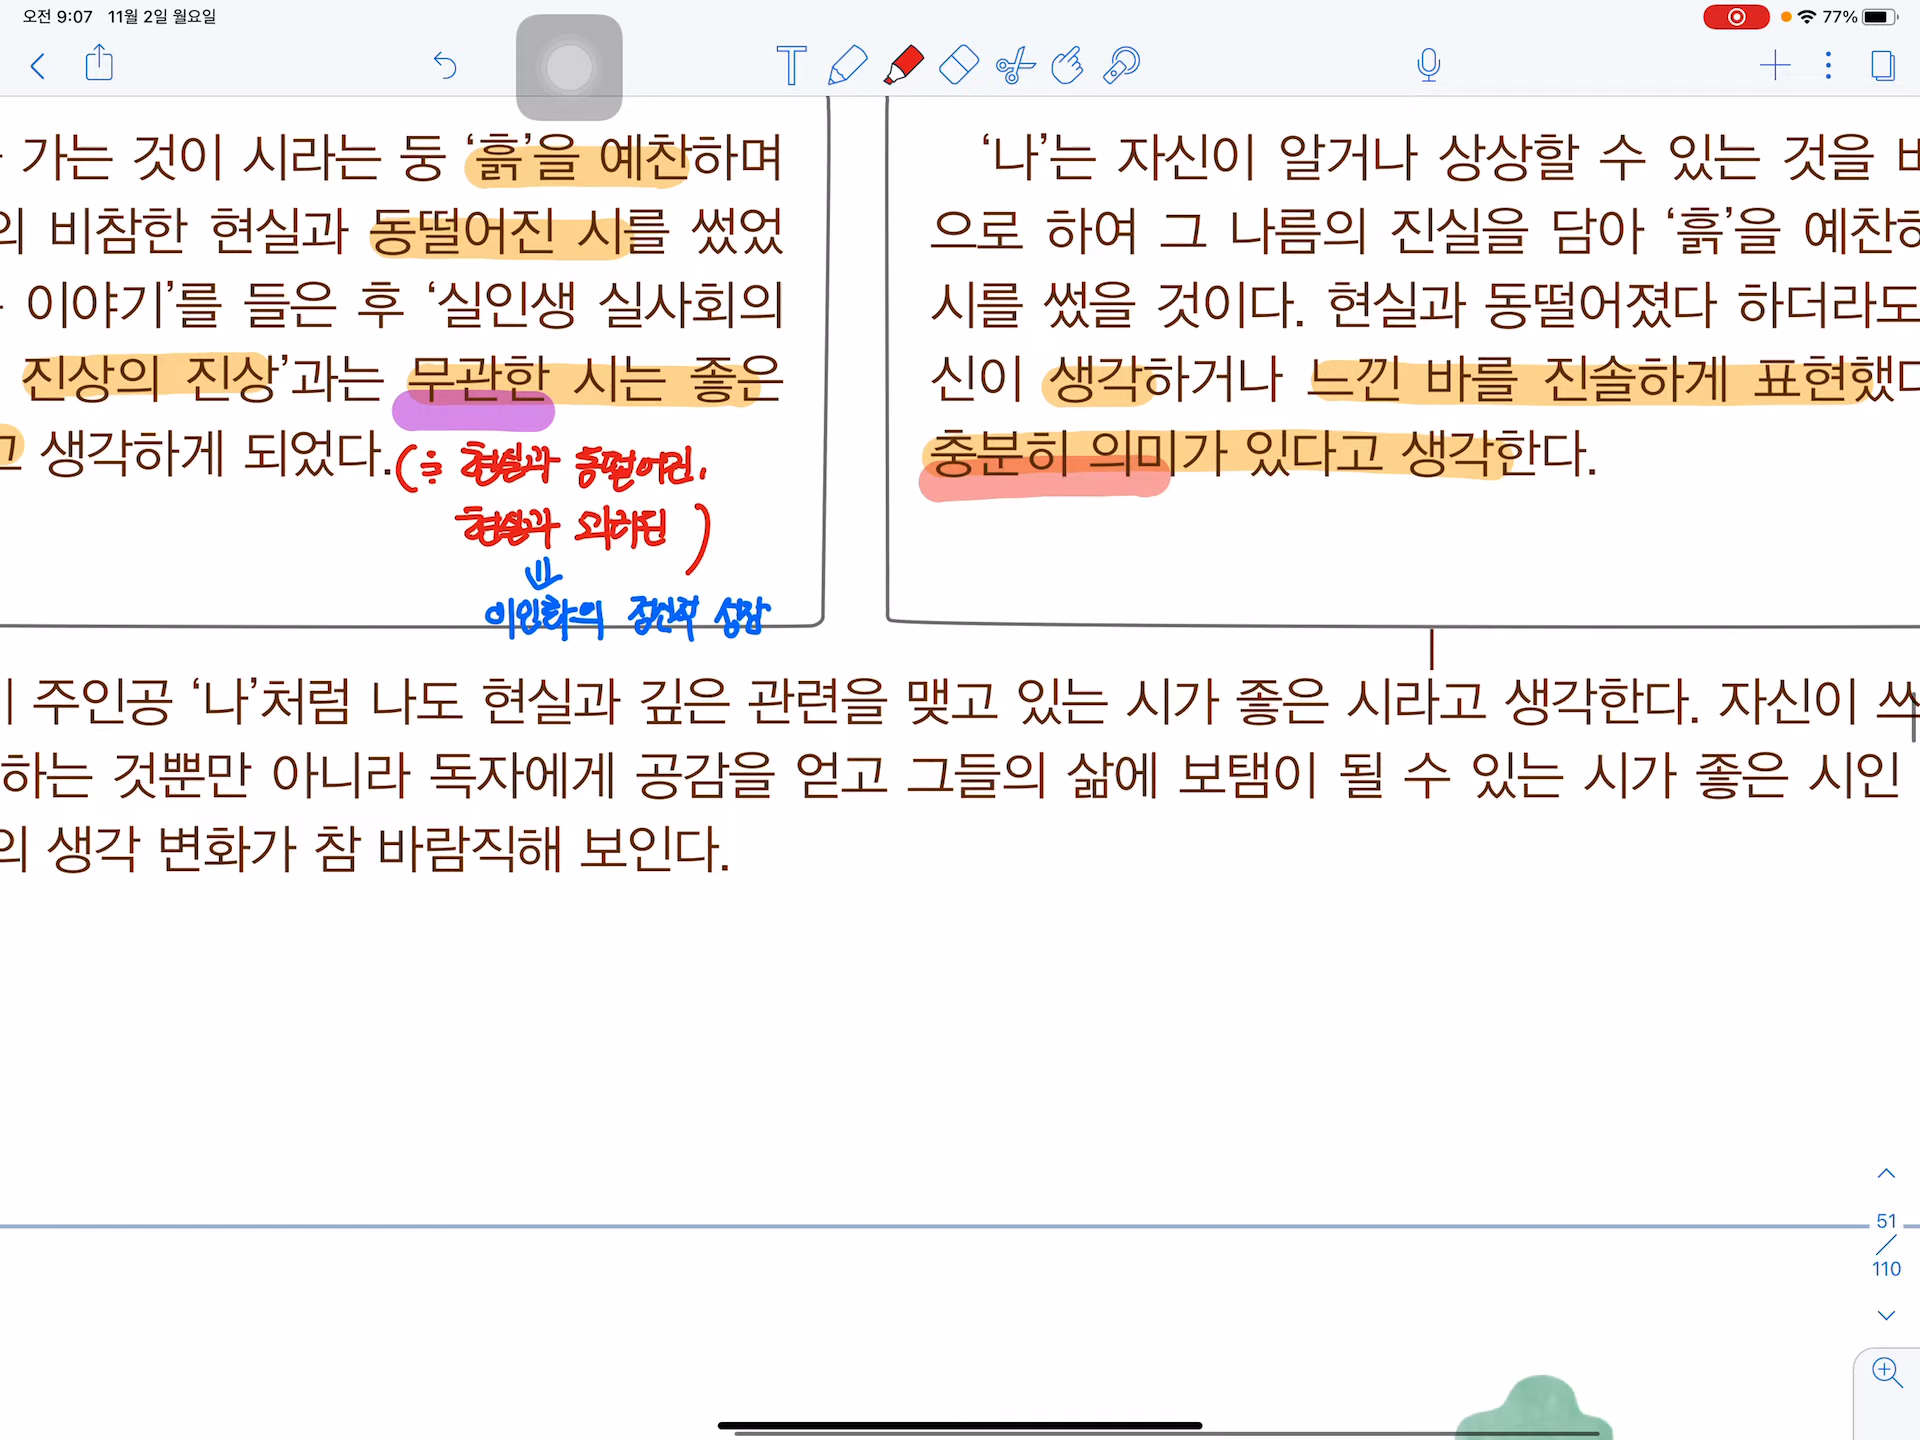 오전 9:07 11월 2일 월요일
77%
가는 것이 시라는 둥 ‘흙’을 예찬하며
의 비참한 현실과 동떨어진 시를 썼었
이야기’를 들은 후 ‘실인생 실사회의
진상의 진상’과는 무관한 시는 좋은
고 생각하게 되었다.
(≒ 현실과 동떨어진,
현실과 괴리된 )
⇓
이인화의 정신적 성장
‘나’는 자신이 알거나 상상할 수 있는 것을 바
으로 하여 그 나름의 진실을 담아 ‘흙’을 예찬하
시를 썼을 것이다. 현실과 동떨어졌다 하더라도
신이 생각하거나 느낀 바를 진솔하게 표현했다
충분히 의미가 있다고 생각한다.
주인공 ‘나’처럼 나도 현실과 깊은 관련을 맺고 있는 시가 좋은 시라고 생각한다. 자신이 쓰
하는 것뿐만 아니라 독자에게 공감을 얻고 그들의 삶에 보탬이 될 수 있는 시가 좋은 시인
의 생각 변화가 참 바람직해 보인다.
51
/
110